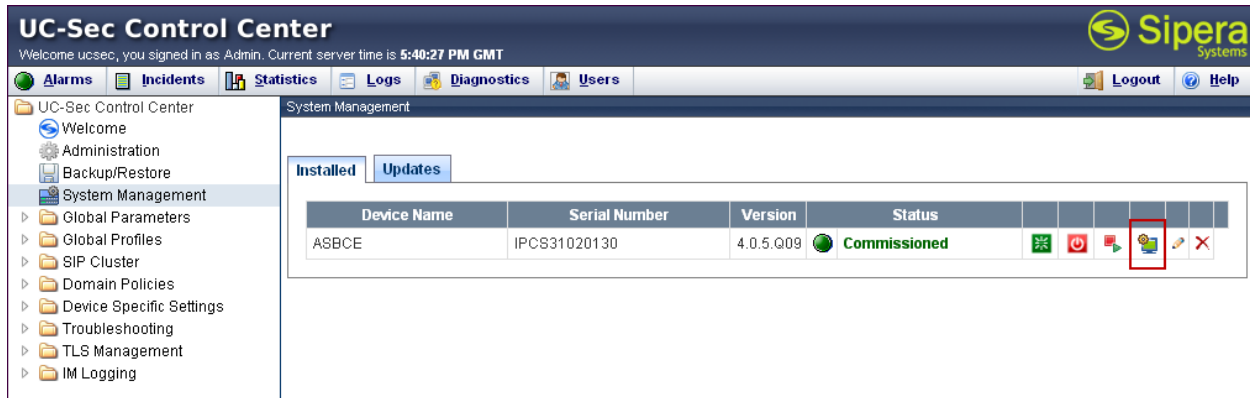 UC-Sec Control Center
Welcome ucsec, you signed in as Admin. Current server time is 5:40:27 PM GMT
Sipera
Systems
Alarms Incidents Statistics Logs Diagnostics Users Logout Help
UC-Sec Control Center
Welcome
Administration
Backup/Restore
System Management
Global Parameters
Global Profiles
SIP Cluster
Domain Policies
Device Specific Settings
Troubleshooting
TLS Management
IM Logging
System Management
Installed Updates
Device Name Serial Number Version Status
ASBCE IPCS31020130 4.0.5.Q09 Commissioned